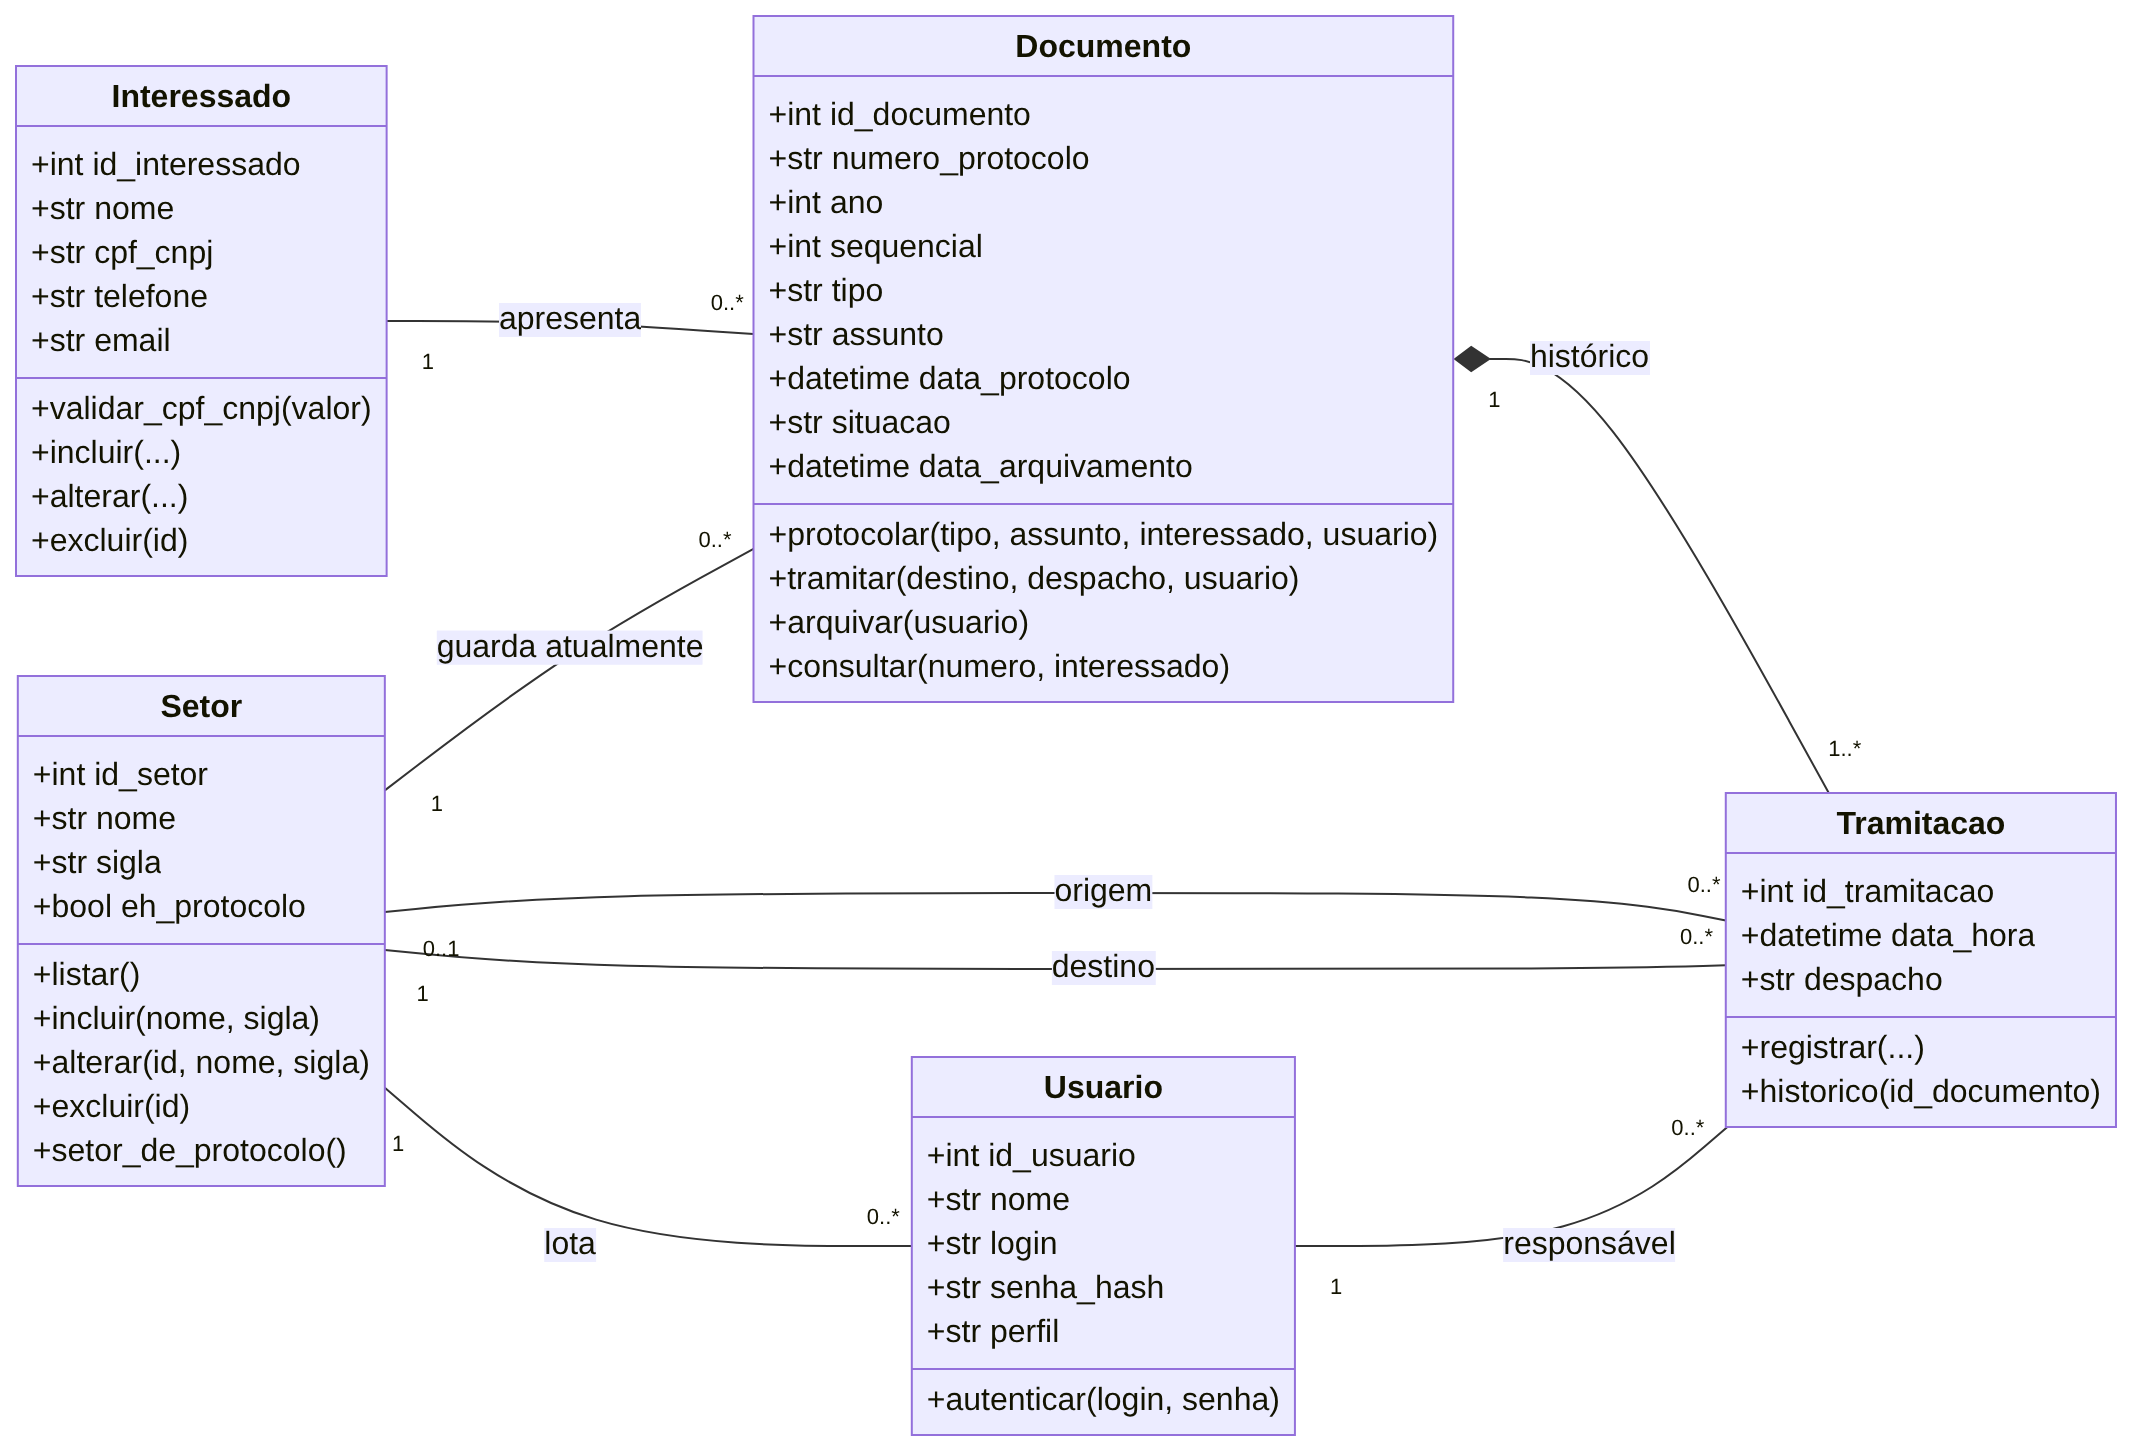 Interessado
+int id_interessado
+str nome
+str cpf_cnpj
+str telefone
+str email
+validar_cpf_cnpj(valor)
+incluir(...)
+alterar(...)
+excluir(id)
apresenta
1
0..*
Documento
+int id_documento
+str numero_protocolo
+int ano
+int sequencial
+str tipo
+str assunto
+datetime data_protocolo
+str situacao
+datetime data_arquivamento
+protocolar(tipo, assunto, interessado, usuario)
+tramitar(destino, despacho, usuario)
+arquivar(usuario)
+consultar(numero, interessado)
histórico
1
1..*
0..*
guarda atualmente
1
Setor
+int id_setor
+str nome
+str sigla
+bool eh_protocolo
+listar()
+incluir(nome, sigla)
+alterar(id, nome, sigla)
+excluir(id)
+setor_de_protocolo()
origem
0..1
0..*
destino
1
0..*
Tramitacao
+int id_tramitacao
+datetime data_hora
+str despacho
+registrar(...)
+historico(id_documento)
1
lota
0..*
Usuario
+int id_usuario
+str nome
+str login
+str senha_hash
+str perfil
+autenticar(login, senha)
1
responsável
0..*